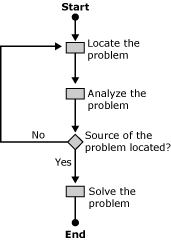 Start
Locate the
problem
Analyze the
problem
Source of the
problem located?
No
Yes
Solve the
problem
End